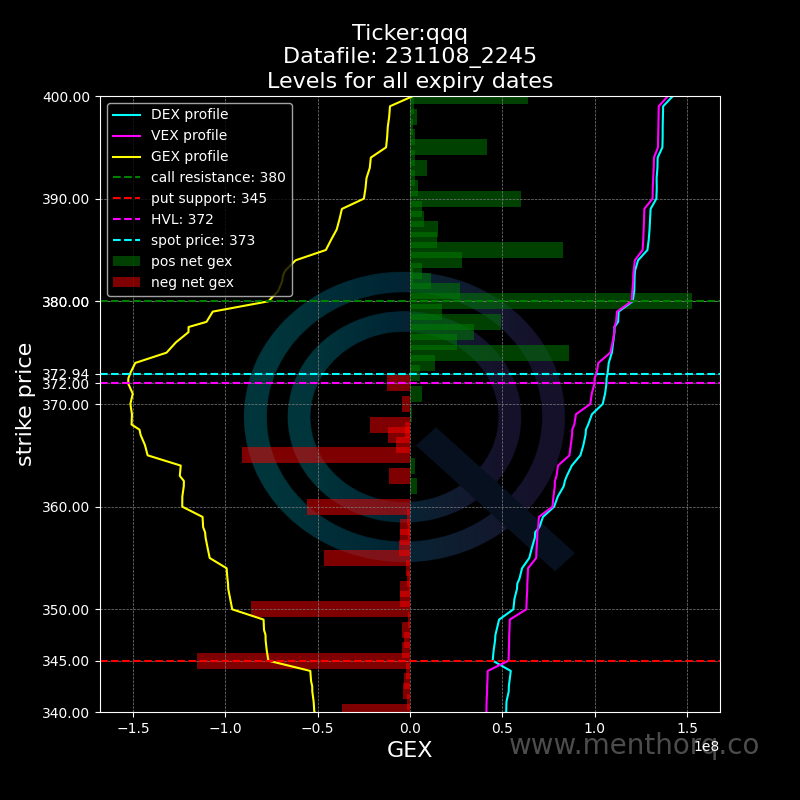 Ticker:qqq
Datafile: 231108_2245
Levels for all expiry dates
DEX profile
VEX profile
GEX profile
call resistance: 380
put support: 345
HVL: 372
spot price: 373
pos net gex
neg net gex
strike price
400.00
390.00
380.00
372.94
372.00
370.00
360.00
350.00
345.00
340.00
−1.5 −1.0 −0.5 0.0 0.5 1.0 1.5
1e8
GEX
www.menthorq.co